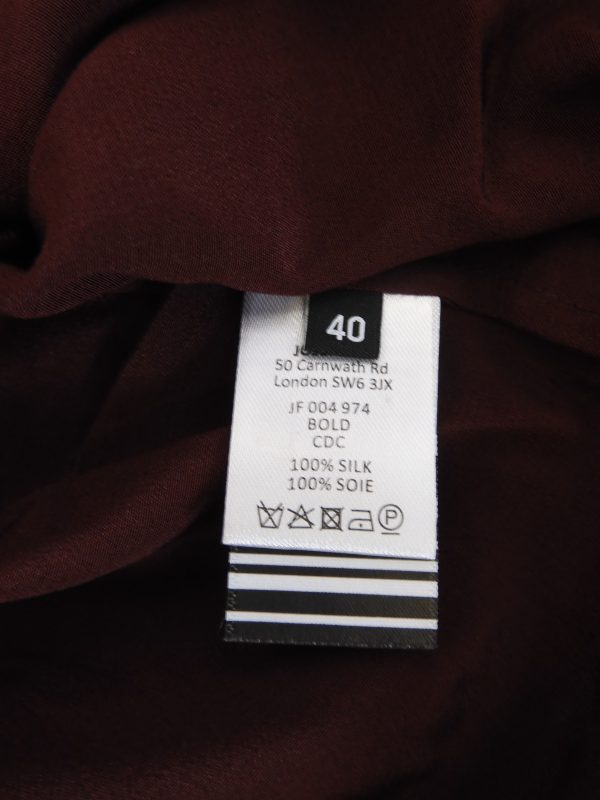 40
50 Carnwath Rd
London SW6 3JX
JF 004 974
BOLD
CDC
100% SILK
100% SOIE
P